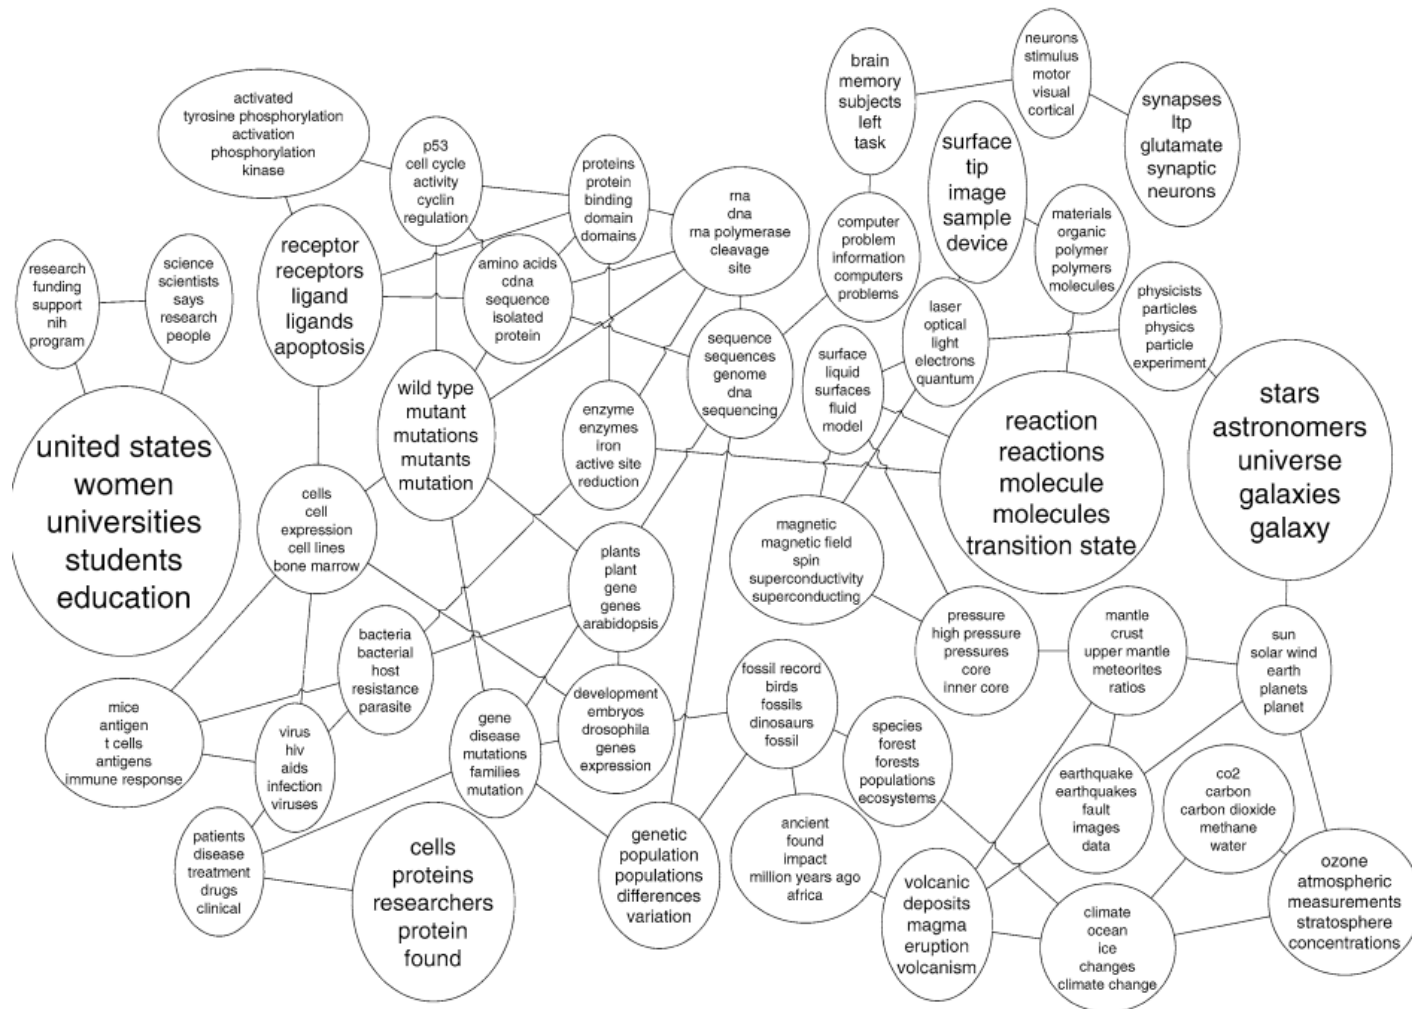 neurons
stimulus
motor
visual
cortical
brain
memory
subjects
left
task
synapses
ltp
glutamate
synaptic
neurons
activated
tyrosine phosphorylation
activation
phosphorylation
kinase
p53
cell cycle
activity
cyclin
regulation
proteins
protein
binding
domain
domains
rna
dna
rna polymerase
cleavage
site
surface
tip
image
sample
device
computer
problem
information
computers
problems
materials
organic
polymer
polymers
molecules
research
funding
support
nih
program
science
scientists
says
research
people
receptor
receptors
ligand
ligands
apoptosis
amino acids
cdna
sequence
isolated
protein
laser
optical
light
electrons
quantum
physicists
particles
physics
particle
experiment
sequence
sequences
genome
dna
sequencing
surface
liquid
surfaces
fluid
model
united states
women
universities
students
education
wild type
mutant
mutations
mutants
mutation
enzyme
enzymes
iron
active site
reduction
reaction
reactions
molecule
molecules
transition state
stars
astronomers
universe
galaxies
galaxy
cells
cell
expression
cell lines
bone marrow
magnetic
magnetic field
spin
superconductivity
superconducting
plants
plant
gene
genes
arabidopsis
pressure
high pressure
pressures
core
inner core
mantle
crust
upper mantle
meteorites
ratios
sun
solar wind
earth
planets
planet
bacteria
bacterial
host
resistance
parasite
fossil record
birds
fossils
dinosaurs
fossil
development
embryos
drosophila
genes
expression
mice
antigen
t cells
antigens
immune response
virus
hiv
aids
infection
viruses
gene
disease
mutations
families
mutation
species
forest
forests
populations
ecosystems
earthquake
earthquakes
fault
images
data
co2
carbon
carbon dioxide
methane
water
patients
disease
treatment
drugs
clinical
cells
proteins
researchers
protein
found
genetic
population
populations
differences
variation
ancient
found
impact
million years ago
africa
volcanic
deposits
magma
eruption
volcanism
climate
ocean
ice
changes
climate change
ozone
atmospheric
measurements
stratosphere
concentrations